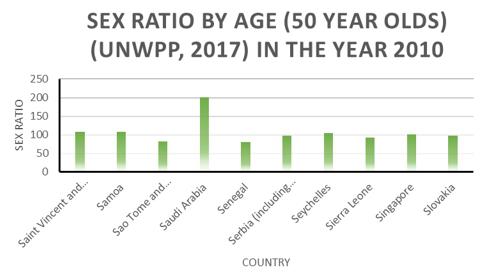 SEX RATIO BY AGE (50 YEAR OLDS)
(UNWPP, 2017) IN THE YEAR 2010
250
200
150
100
50
0
SEX RATIO
Saint Vincent and...
Samoa
Sao Tome and...
Saudi Arabia
Senegal
Serbia (including...
Seychelles
Sierra Leone
Singapore
Slovakia
COUNTRY